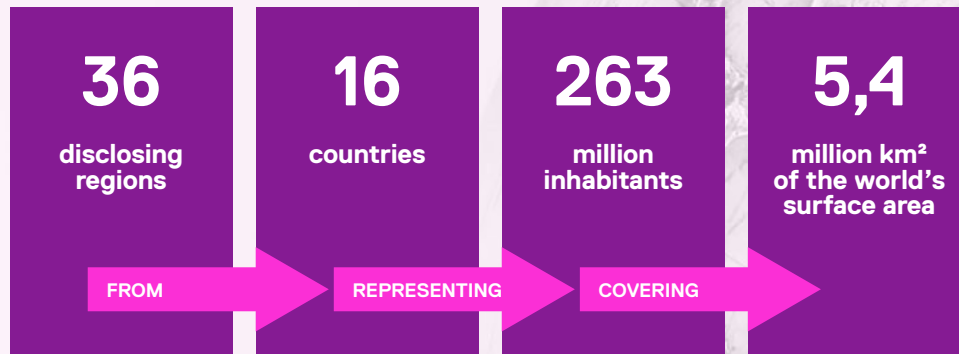 36
disclosing
regions
FROM
16
countries
REPRESENTING
263
million
inhabitants
COVERING
5,4
million km²
of the world's
surface area